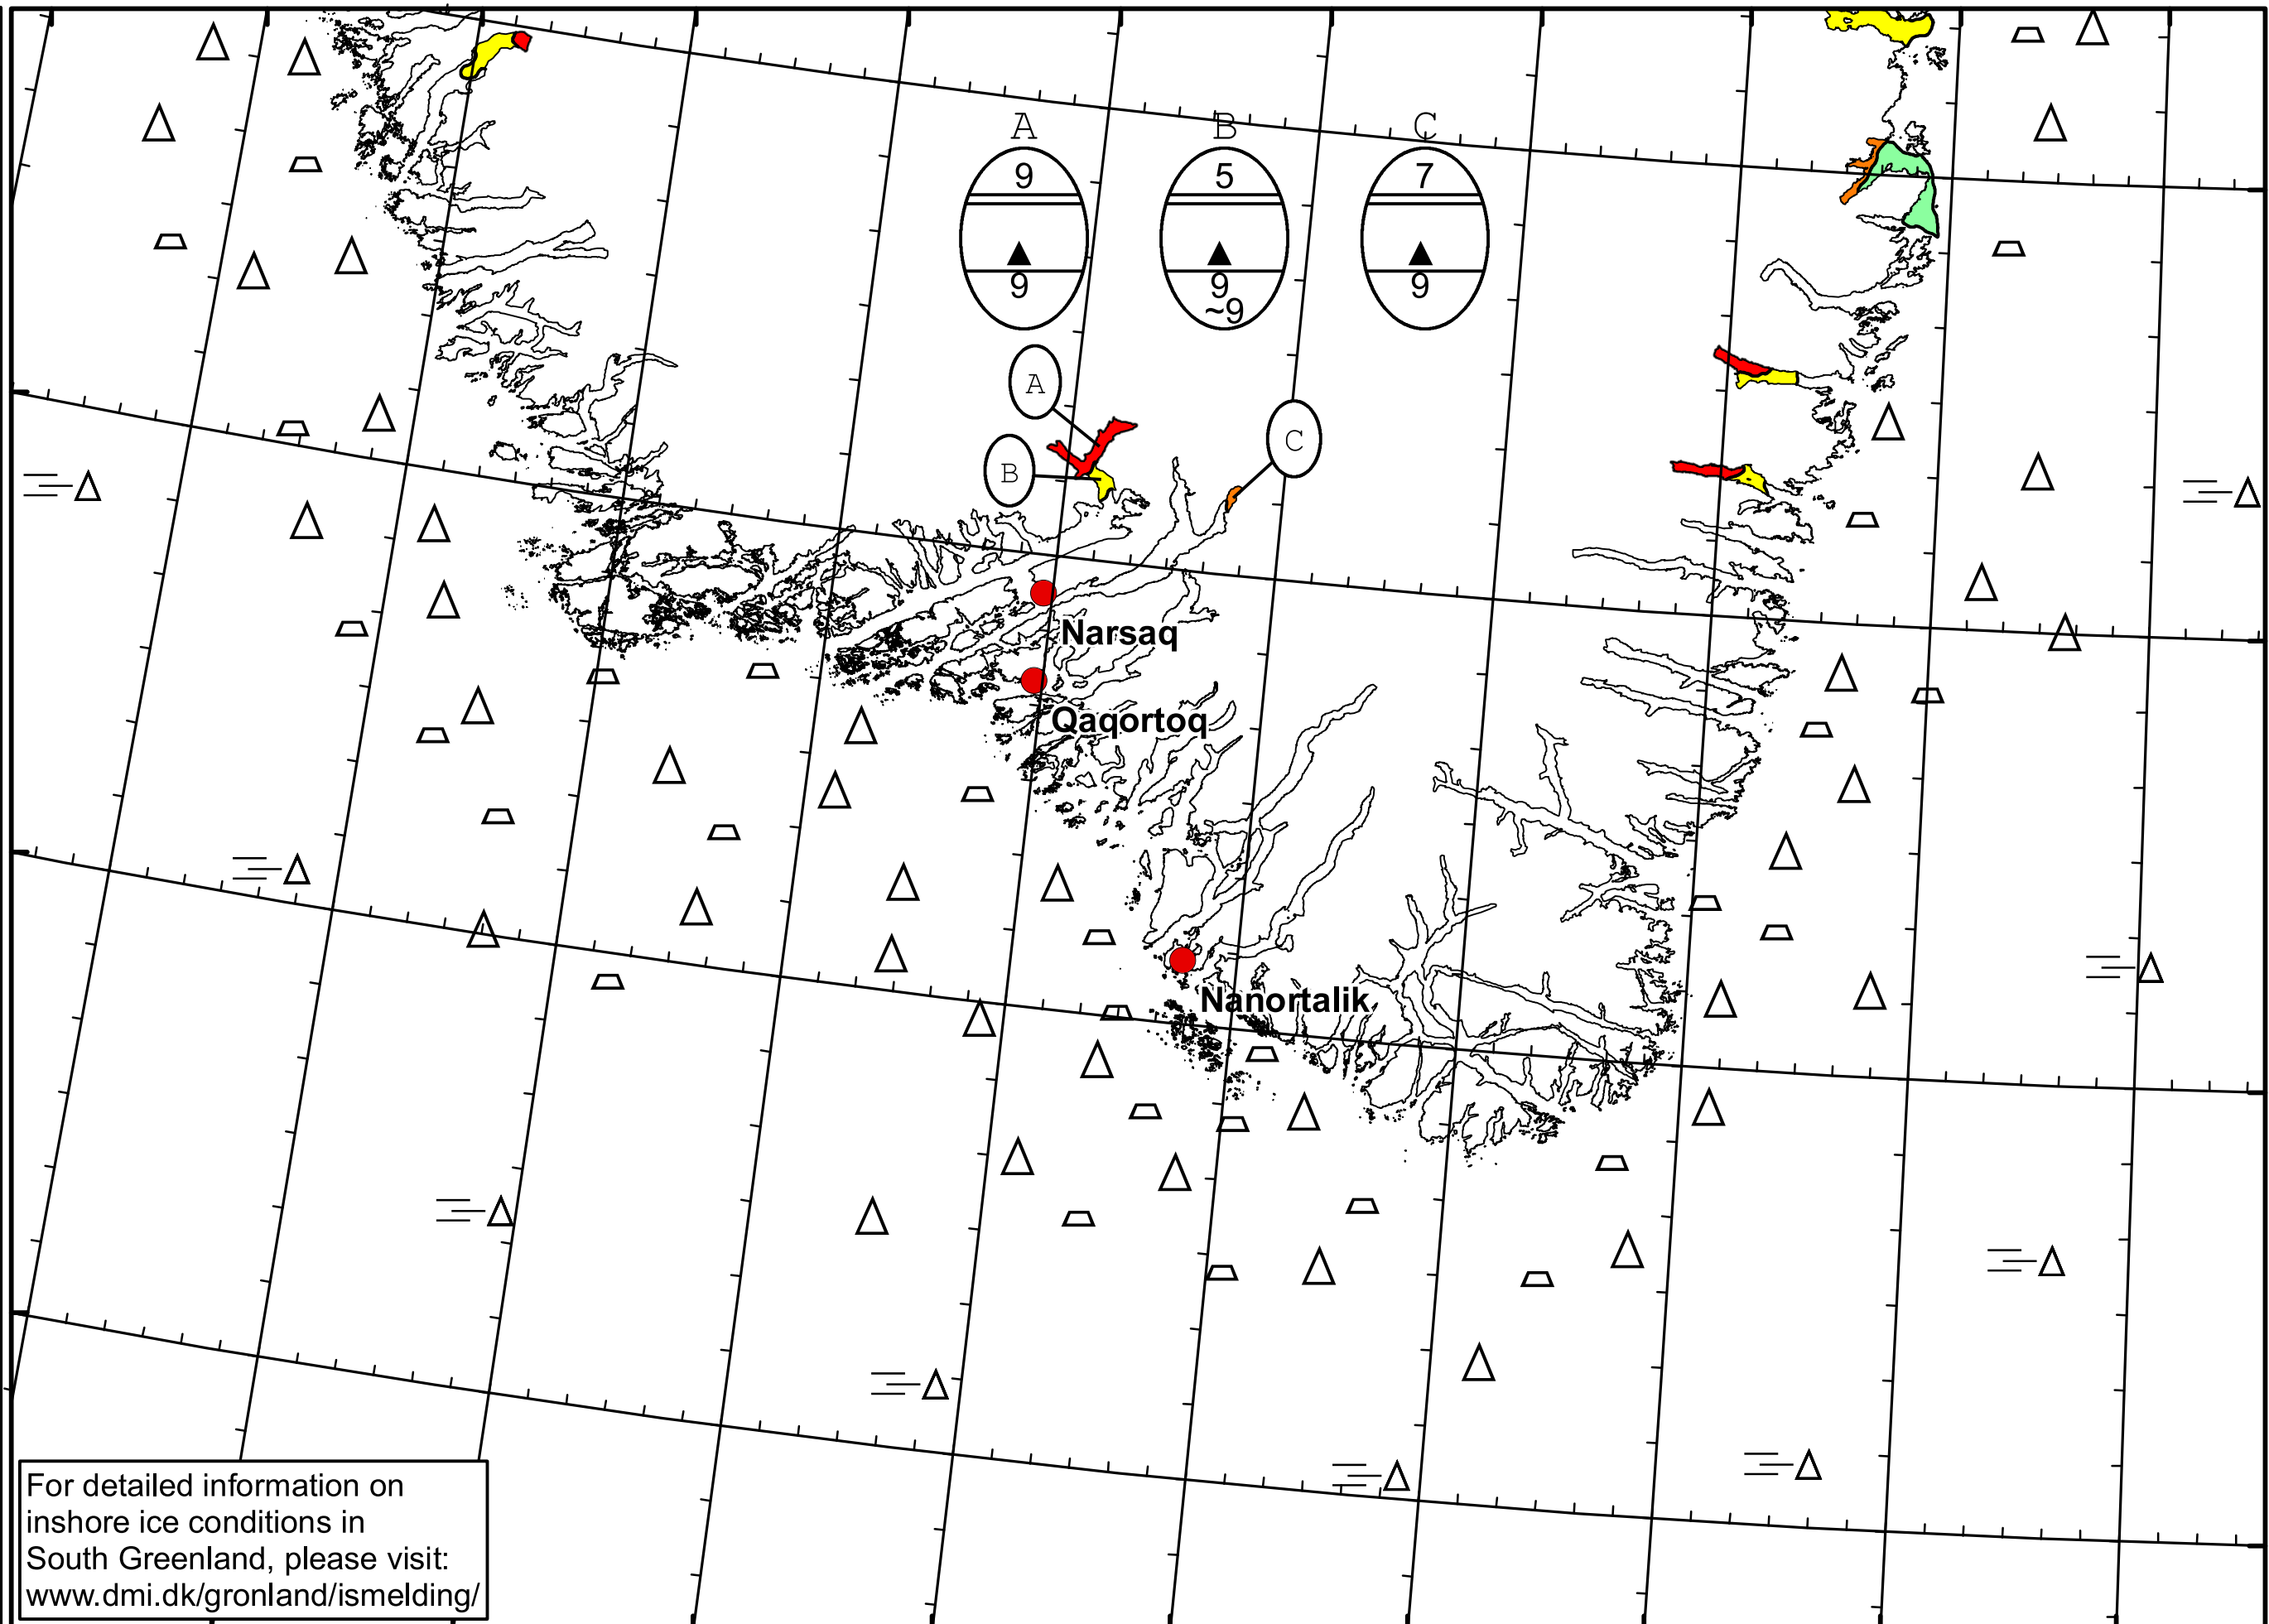 A B C
9 5 7
9 9 9
~9
A
C
B
Narsaq
Qaqortoq
Nanortalik
For detailed information on
inshore ice conditions in
South Greenland, please visit:
www.dmi.dk/gronland/ismelding/